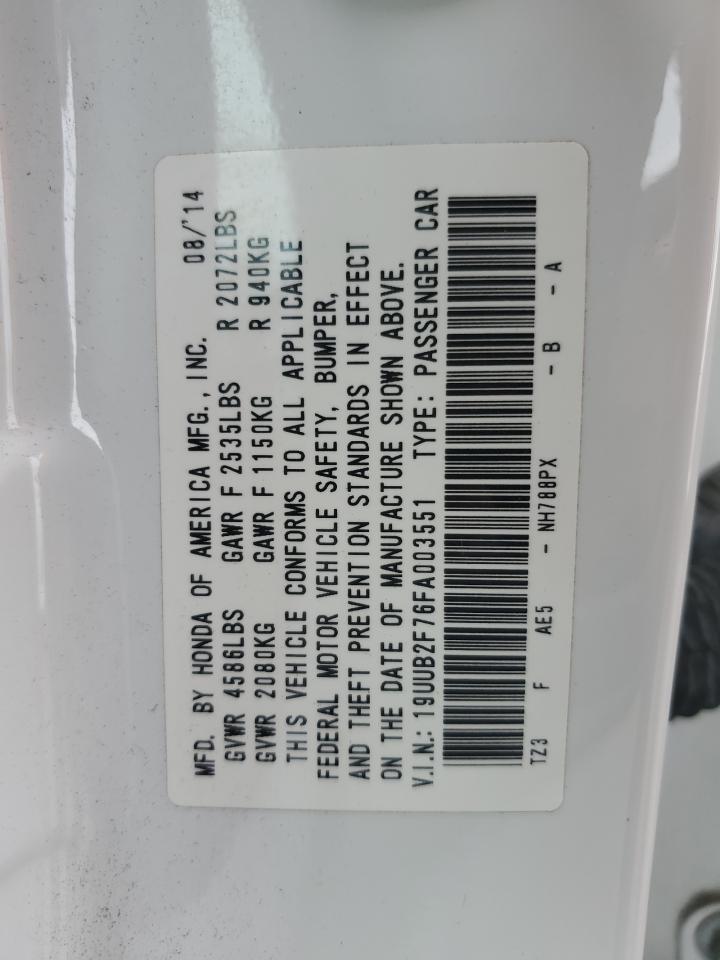 MFD. BY HONDA OF AMERICA MFG., INC. 08/'14
GVWR 4586LBS GAWR F 2535LBS R 2072LBS
GVWR 2080KG GAWR F 1150KG R 940KG
THIS VEHICLE CONFORMS TO ALL APPLICABLE
FEDERAL MOTOR VEHICLE SAFETY, BUMPER,
AND THEFT PREVENTION STANDARDS IN EFFECT
ON THE DATE OF MANUFACTURE SHOWN ABOVE.
V.I.N.: 19UUB2F76FA003551 TYPE: PASSENGER CAR
TZ3 F AE5 - NH788PX - B - A